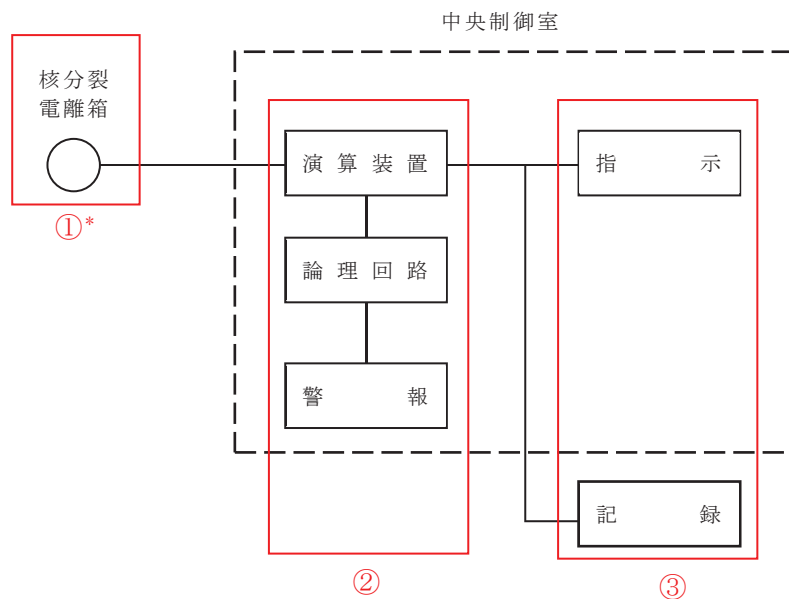 中央制御室
核分裂
電離箱
①*
演算装置
論理回路
警報
②
指示
記録
③